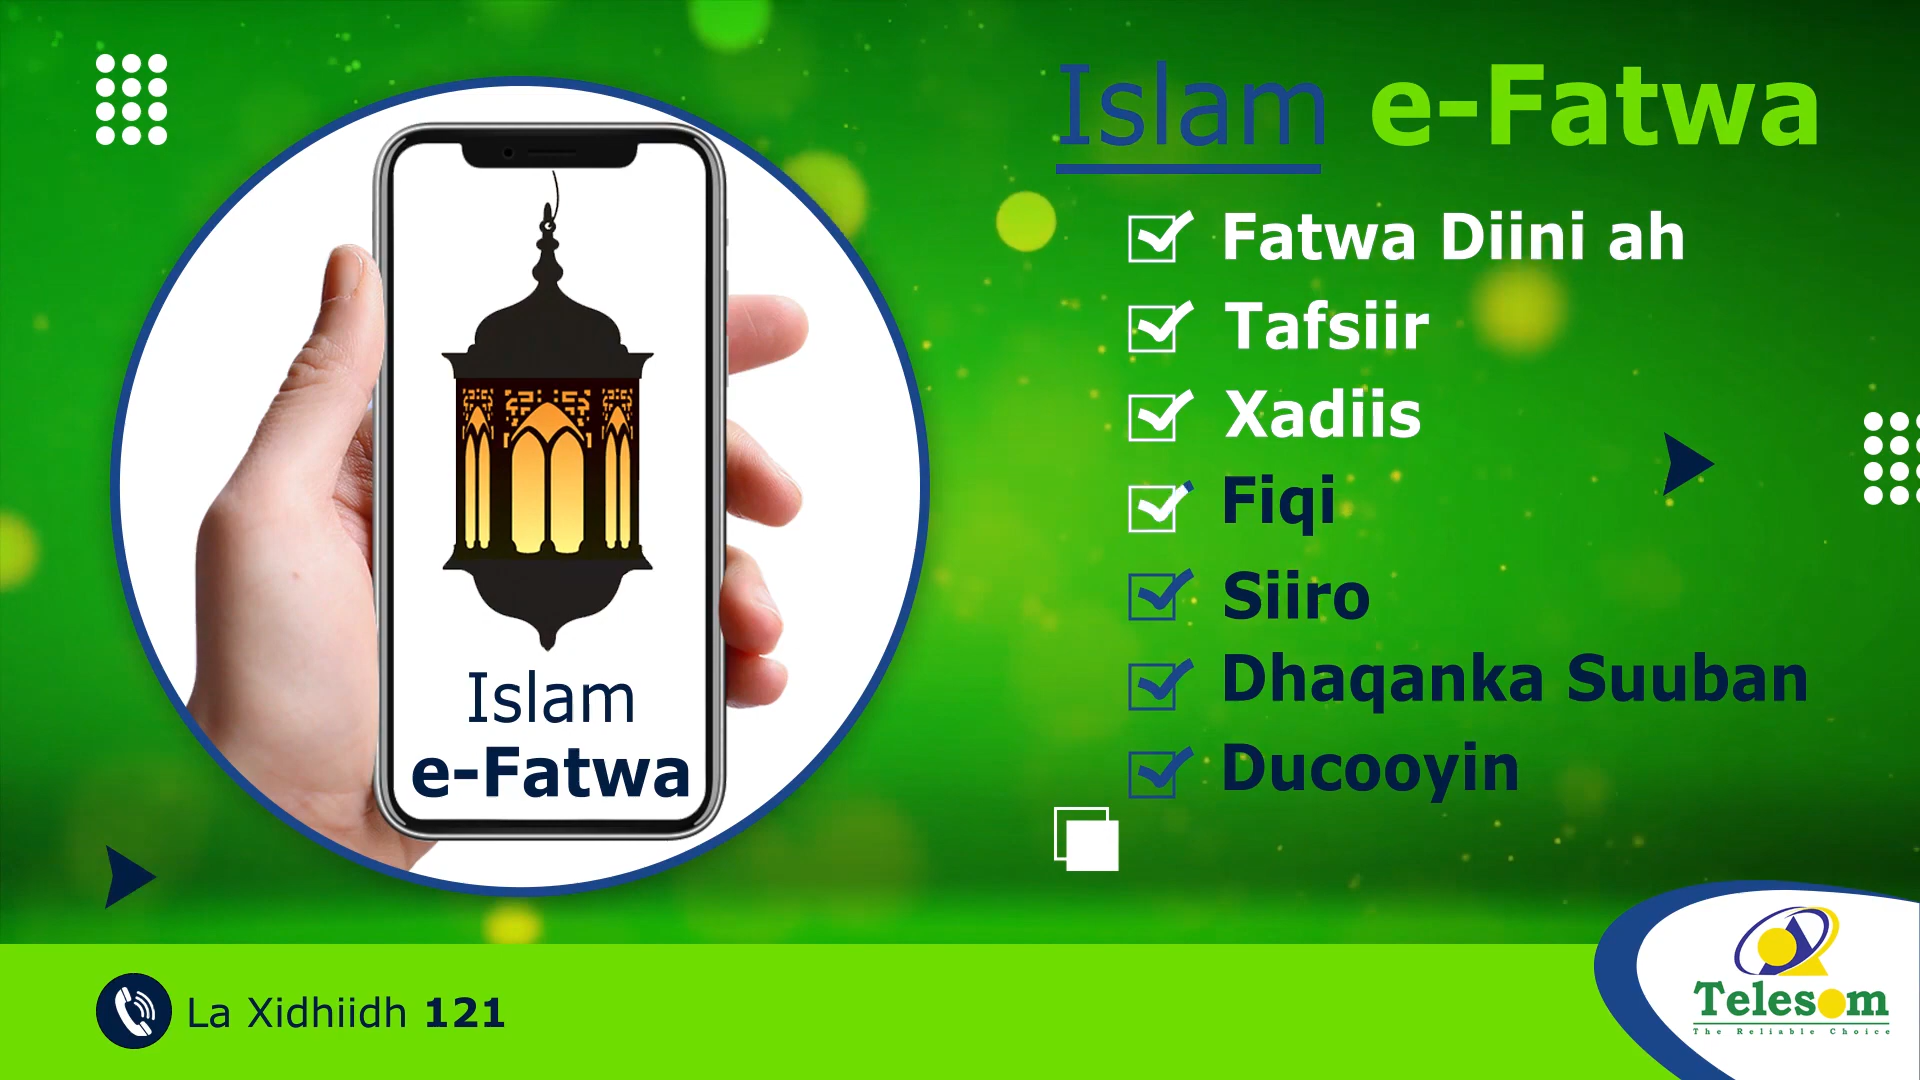 Islam e-Fatwa
Fatwa Diini ah
Tafsiir
Xadiis
Fiqi
Siiro
Dhaqanka Suuban
Ducooyin
Islam
e-Fatwa
La Xidhiidh 121
Telesom
The Reliable Choice